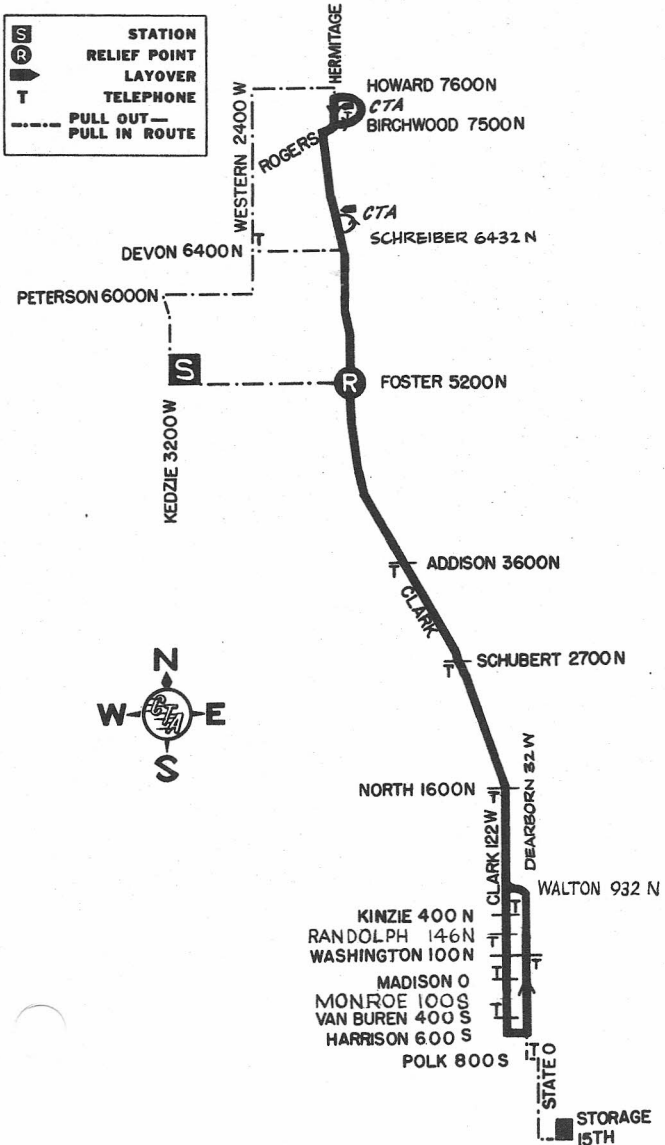 S STATION
R RELIEF POINT
LAYOVER
T TELEPHONE
PULL OUT—
PULL IN ROUTE
HERMITAGE
HOWARD 7600N
CTA
T
BIRCHWOOD 7500N
WESTERN 2400 W
ROGERS
CTA
SCHREIBER 6432 N
T
DEVON 6400N
PETERSON 6000N
S
R
FOSTER 5200N
KEDZIE 3200W
ADDISON 3600N
T
CLARK
SCHUBERT 2700 N
T
N
W CTA E
S
NORTH 1600N
T
DEARBORN 32 W
CLARK 122W
WALTON 932 N
T
KINZIE 400 N
RANDOLPH 146N
T
WASHINGTON 100N
T
MADISON 0
T
MONROE 100S
T
VAN BUREN 400 S
HARRISON 600 S
POLK 800 S
T
STATE 0
STORAGE
15TH